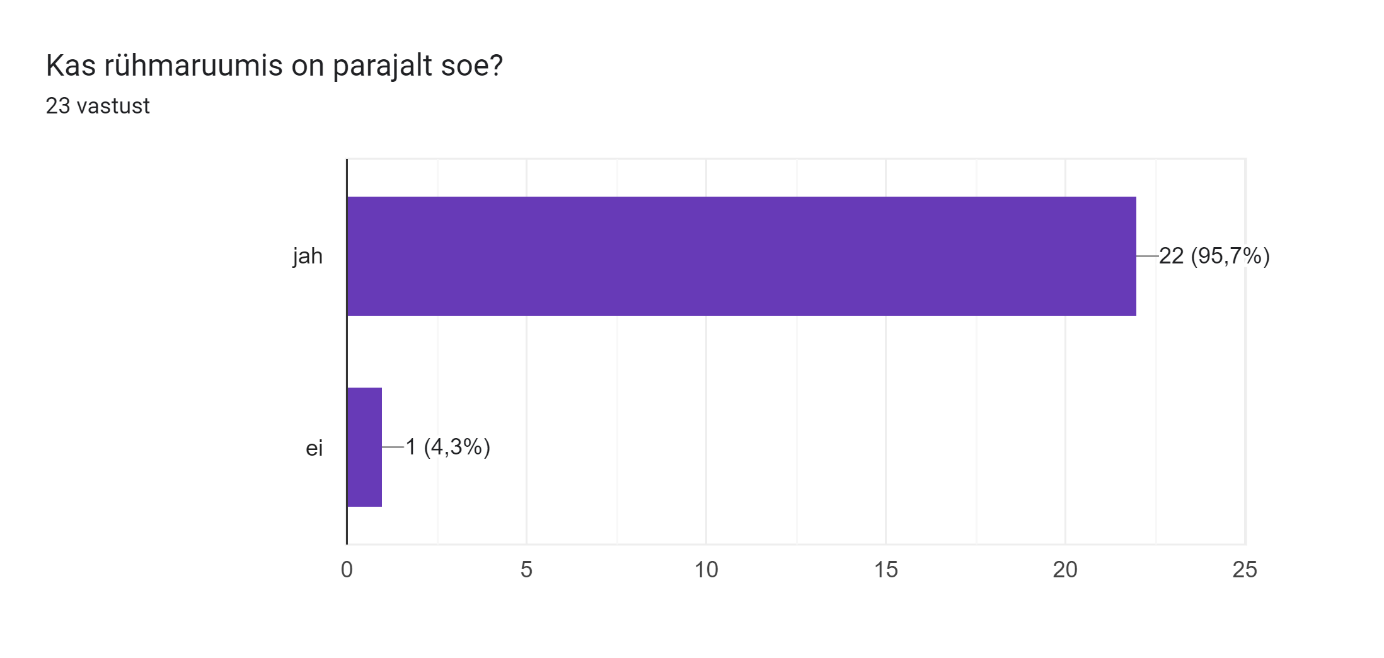 Kas rühmaruumis on parajalt soe?
23 vastust
jah
22 (95,7%)
ei
1 (4,3%)
0 5 10 15 20 25